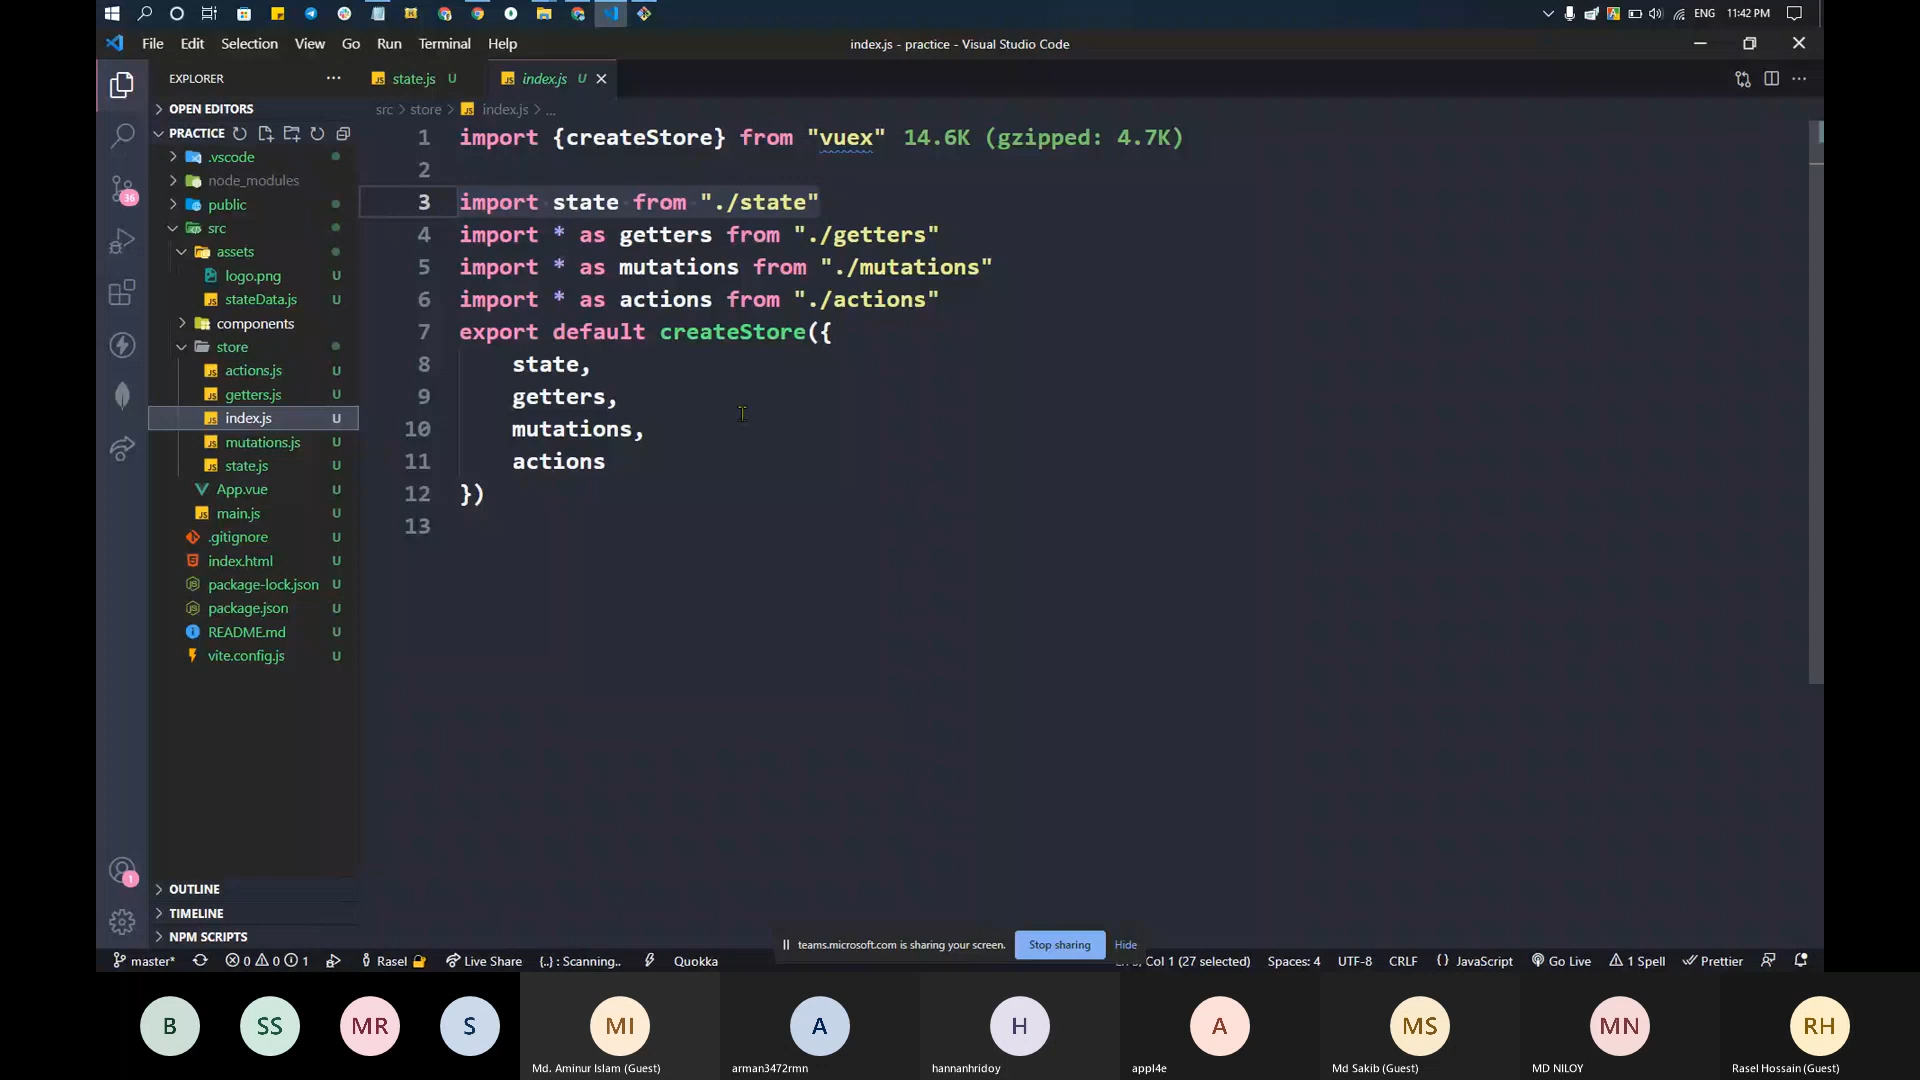 ENG 11:42 PM
File Edit Selection View Go Run Terminal Help
index.js - practice - Visual Studio Code
EXPLORER
state.js U
index.js U
OPEN EDITORS
src > store > index.js > ...
PRACTICE
.vscode
node_modules
public
src
assets
logo.png U
stateData.js U
components
store
actions.js U
getters.js U
index.js U
mutations.js U
state.js U
App.vue U
main.js U
.gitignore U
index.html U
package-lock.json U
package.json U
README.md U
vite.config.js U
1 import {createStore} from "vuex" 14.6K (gzipped: 4.7K)
2
3 import state from "./state"
4 import * as getters from "./getters"
5 import * as mutations from "./mutations"
6 import * as actions from "./actions"
7 export default createStore({
8 state,
9 getters,
10 mutations,
11 actions
12 })
13
36
1
OUTLINE
TIMELINE
NPM SCRIPTS
teams.microsoft.com is sharing your screen. Stop sharing Hide
master* 0 0 1 Rasel Live Share {..} : Scanning.. Quokka Col 1 (27 selected) Spaces: 4 UTF-8 CRLF {} JavaScript Go Live 1 Spell Prettier
B SS MR S MI A H A MS MN RH
Md. Aminur Islam (Guest) arman3472rmn hannanhridoy appl4e Md Sakib (Guest) MD NILOY Rasel Hossain (Guest)